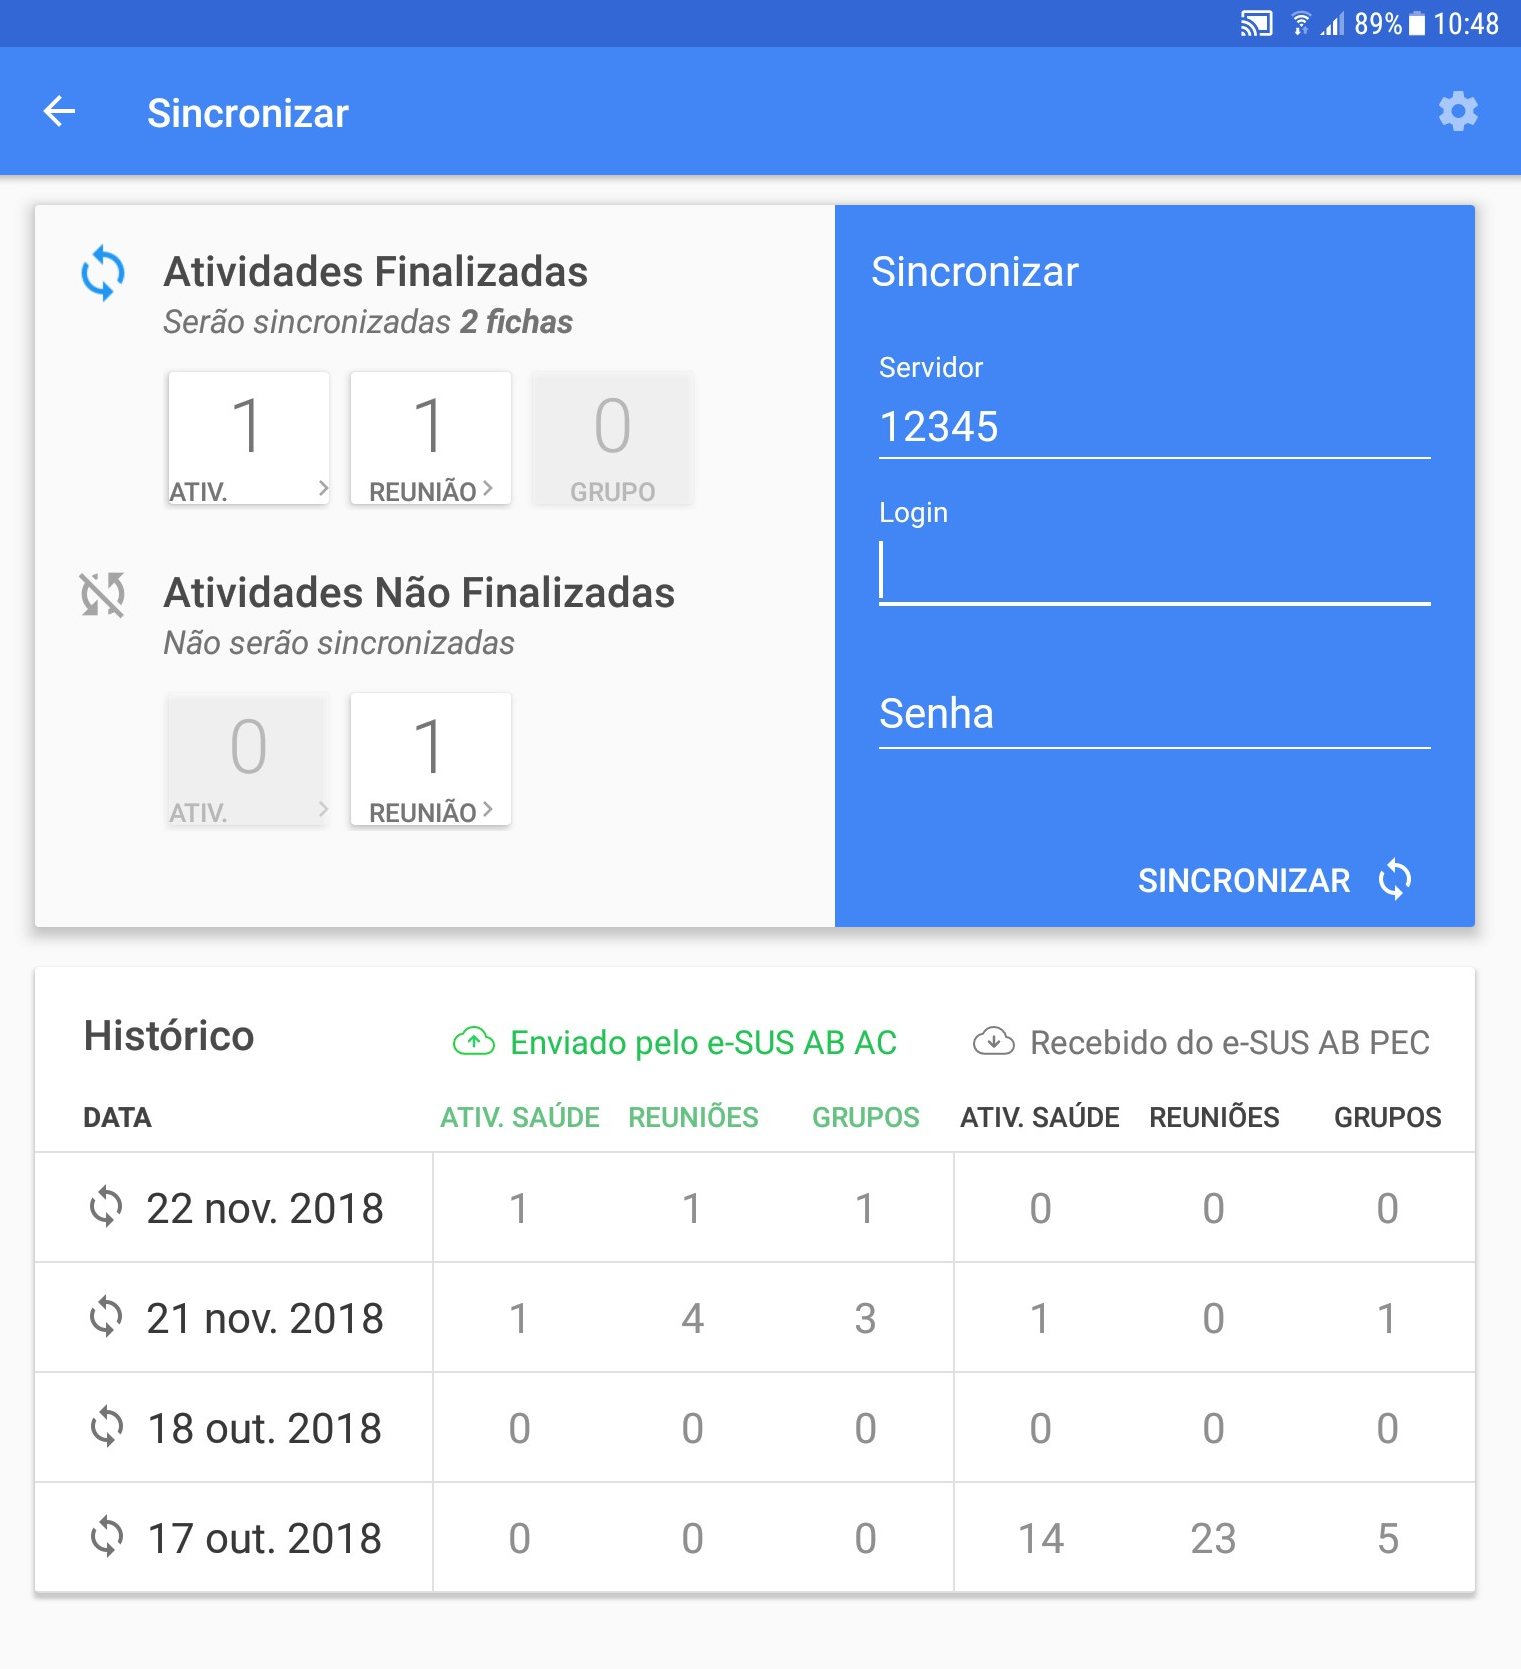 89% 10:48
Sincronizar
Atividades Finalizadas
Serão sincronizadas 2 fichas
1 1 0
ATIV. REUNIÃO GRUPO
Atividades Não Finalizadas
Não serão sincronizadas
0 1
ATIV. REUNIÃO
Sincronizar
Servidor
12345
Login
Senha
SINCRONIZAR
Histórico Enviado pelo e-SUS AB AC Recebido do e-SUS AB PEC
DATA ATIV. SAÚDE REUNIÕES GRUPOS ATIV. SAÚDE REUNIÕES GRUPOS
22 nov. 2018 1 1 1 0 0 0
21 nov. 2018 1 4 3 1 0 1
18 out. 2018 0 0 0 0 0 0
17 out. 2018 0 0 0 14 23 5